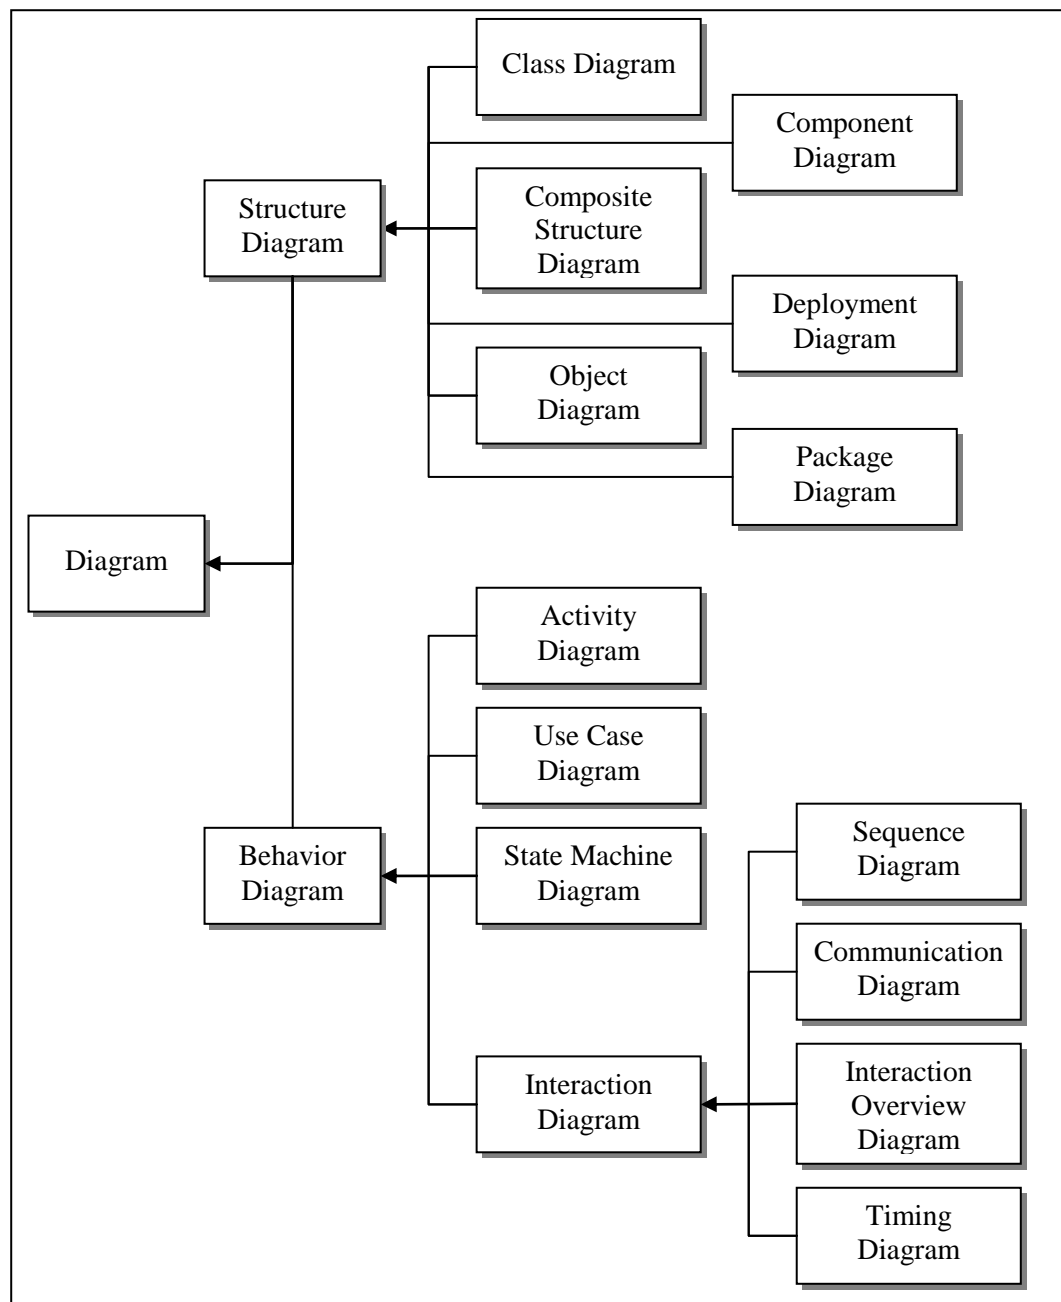 Class Diagram
Component
Diagram
Structure
Diagram
Composite
Structure
Diagram
Deployment
Diagram
Object
Diagram
Package
Diagram
Diagram
Activity
Diagram
Use Case
Diagram
Behavior
Diagram
State Machine
Diagram
Sequence
Diagram
Communication
Diagram
Interaction
Diagram
Interaction
Overview
Diagram
Timing
Diagram